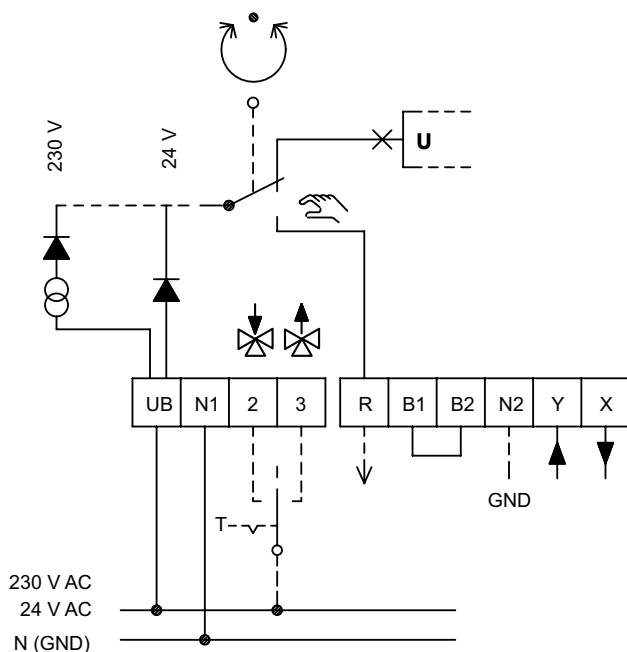 230 V
24 V
U
UB N1 2 3 R B1 B2 N2 Y X
GND
T
230 V AC
24 V AC
N (GND)